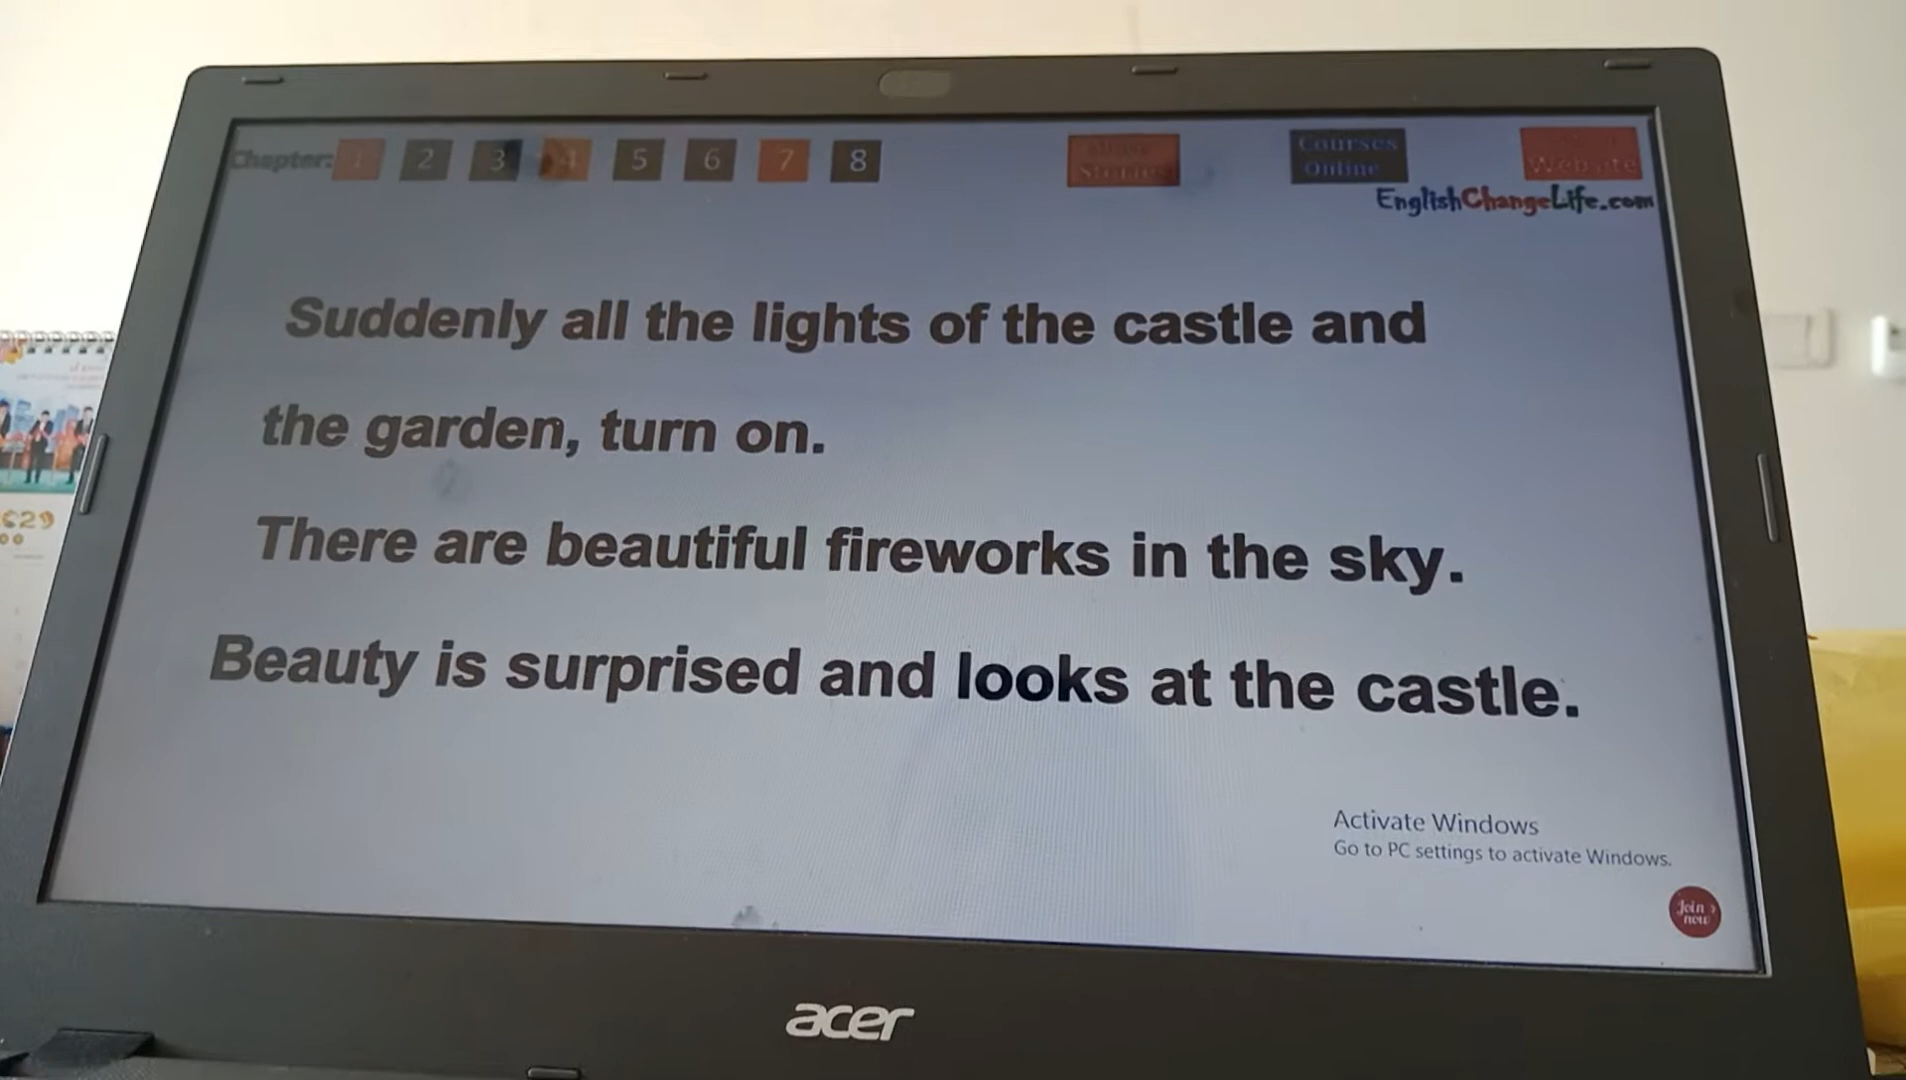 Chapter: 1 2 3 4 5 6 7 8
Stories
Courses
Online
Website
EnglishChangeLife.com
Suddenly all the lights of the castle and
the garden, turn on.
There are beautiful fireworks in the sky.
Beauty is surprised and looks at the castle.
Activate Windows
Go to PC settings to activate Windows.
Join
now
acer